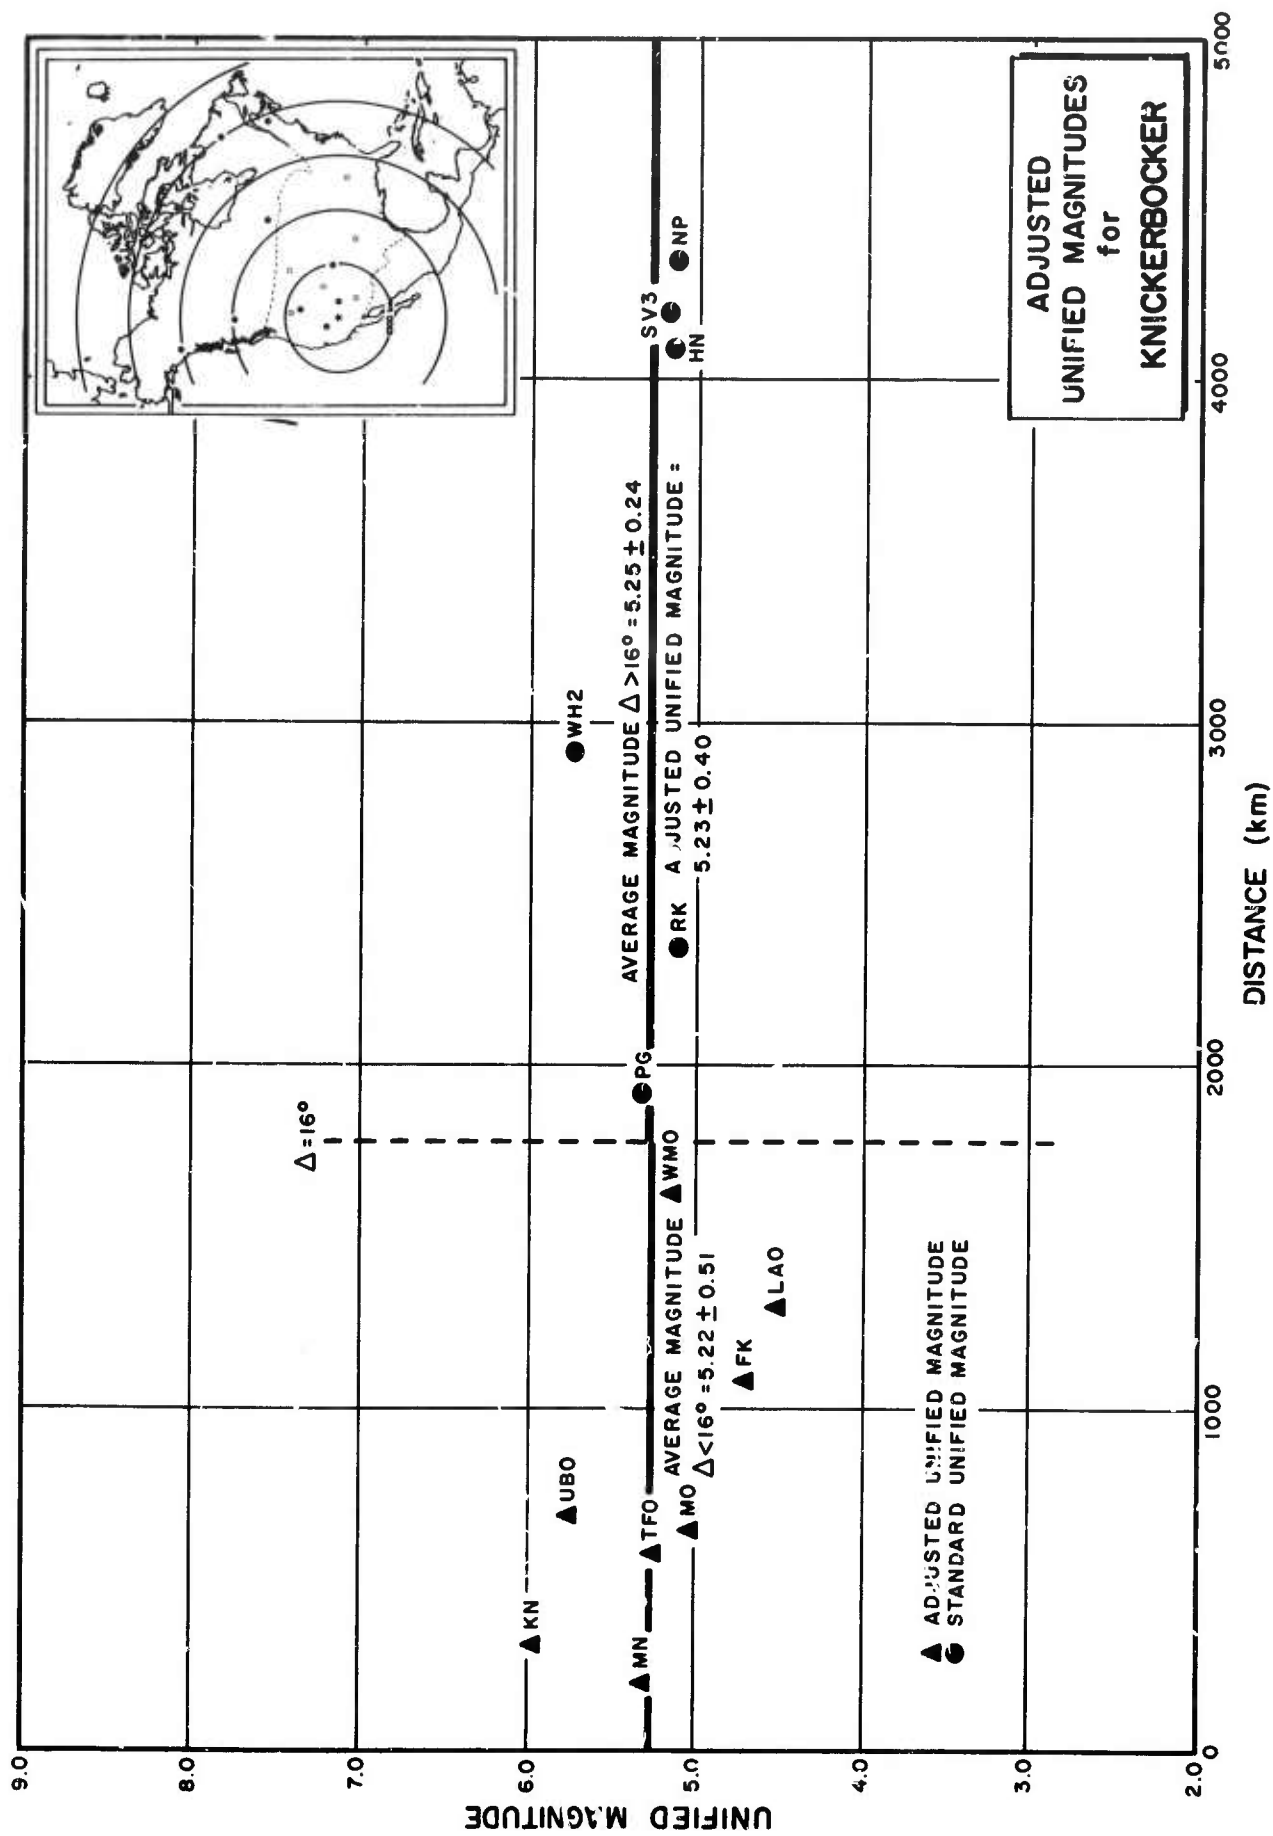 ADJUSTED
UNIFIED MAGNITUDES
for
KNICKERBOCKER
UNIFIED MAGNITUDE
9.0
8.0
7.0
6.0
5.0
4.0
3.0
2.0
0
1000
2000
3000
4000
5000
DISTANCE (km)
Δ=16°
KN
MN
UBO
TFO
MO
FK
LAO
WMO
PG
RK
WH2
SV3
HN
NP
AVERAGE MAGNITUDE Δ>16° = 5.25 ± 0.24
A JUSTED UNIFIED MAGNITUDE =
5.23 ± 0.40
AVERAGE MAGNITUDE
Δ<16° = 5.22 ± 0.51
ADJUSTED UNIFIED MAGNITUDE
STANDARD UNIFIED MAGNITUDE